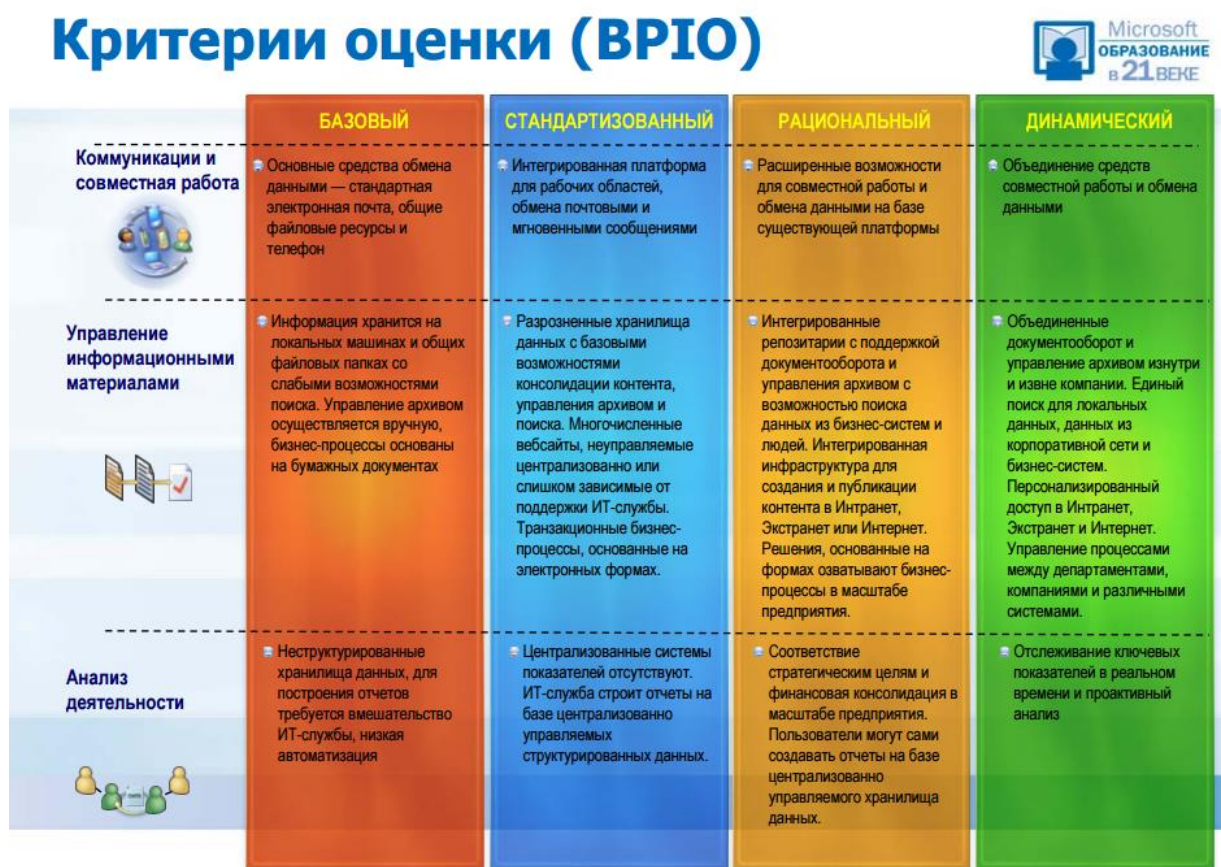 Критерии оценки (BPIO)
Microsoft
ОБРАЗОВАНИЕ
в 21 ВЕКЕ
БАЗОВЫЙ
СТАНДАРТИЗОВАННЫЙ
РАЦИОНАЛЬНЫЙ
ДИНАМИЧЕСКИЙ
Коммуникации и
совместная работа
Основные средства обмена
данными — стандартная
электронная почта, общие
файловые ресурсы и
телефон
Интегрированная платформа
для рабочих областей,
обмена почтовыми и
мгновенными сообщениями
Расширенные возможности
для совместной работы и
обмена данными на базе
существующей платформы
Объединение средств
совместной работы и обмена
данными
Управление
информационными
материалами
Информация хранится на
локальных машинах и общих
файловых папках со
слабыми возможностями
поиска. Управление архивом
осуществляется вручную,
бизнес-процессы основаны
на бумажных документах
Разрозненные хранилища
данных с базовыми
возможностями
консолидации контента,
управления архивом и
поиска. Многочисленные
вебсайты, неуправляемые
централизованно или
слишком зависимые от
поддержки ИТ-службы.
Транзакционные бизнес-
процессы, основанные на
электронных формах.
Интегрированные
репозитарии с поддержкой
документооборота и
управления архивом с
возможностью поиска
данных из бизнес-систем и
людей. Интегрированная
инфраструктура для
создания и публикации
контента в Интранет,
Экстранет или Интернет.
Решения, основанные на
формах озватывают бизнес-
процессы в масштабе
предприятия.
Объединенные
документооборот и
управление архивом изнутри
и извне компании. Единый
поиск для локальных
данных, данных из
корпоративной сети и
бизнес-систем.
Персонализированный
доступ в Интранет,
Экстранет и Интернет.
Управление процессами
между департаментами,
компаниями и различными
системами.
Анализ
деятельности
Неструктурированные
хранилища данных, для
построения отчетов
требуется вмешательство
ИТ-службы, низкая
автоматизация
Централизованные системы
показателей отсутствуют.
ИТ-служба строит отчеты на
базе централизованно
управляемых
структурированных данных.
Соответствие
стратегическим целям и
финансовая консолидация в
масштабе предприятия.
Пользователи могут сами
создавать отчеты на базе
централизованно
управляемого хранилища
данных.
Отслеживание ключевых
показателей в реальном
времени и проактивный
анализ